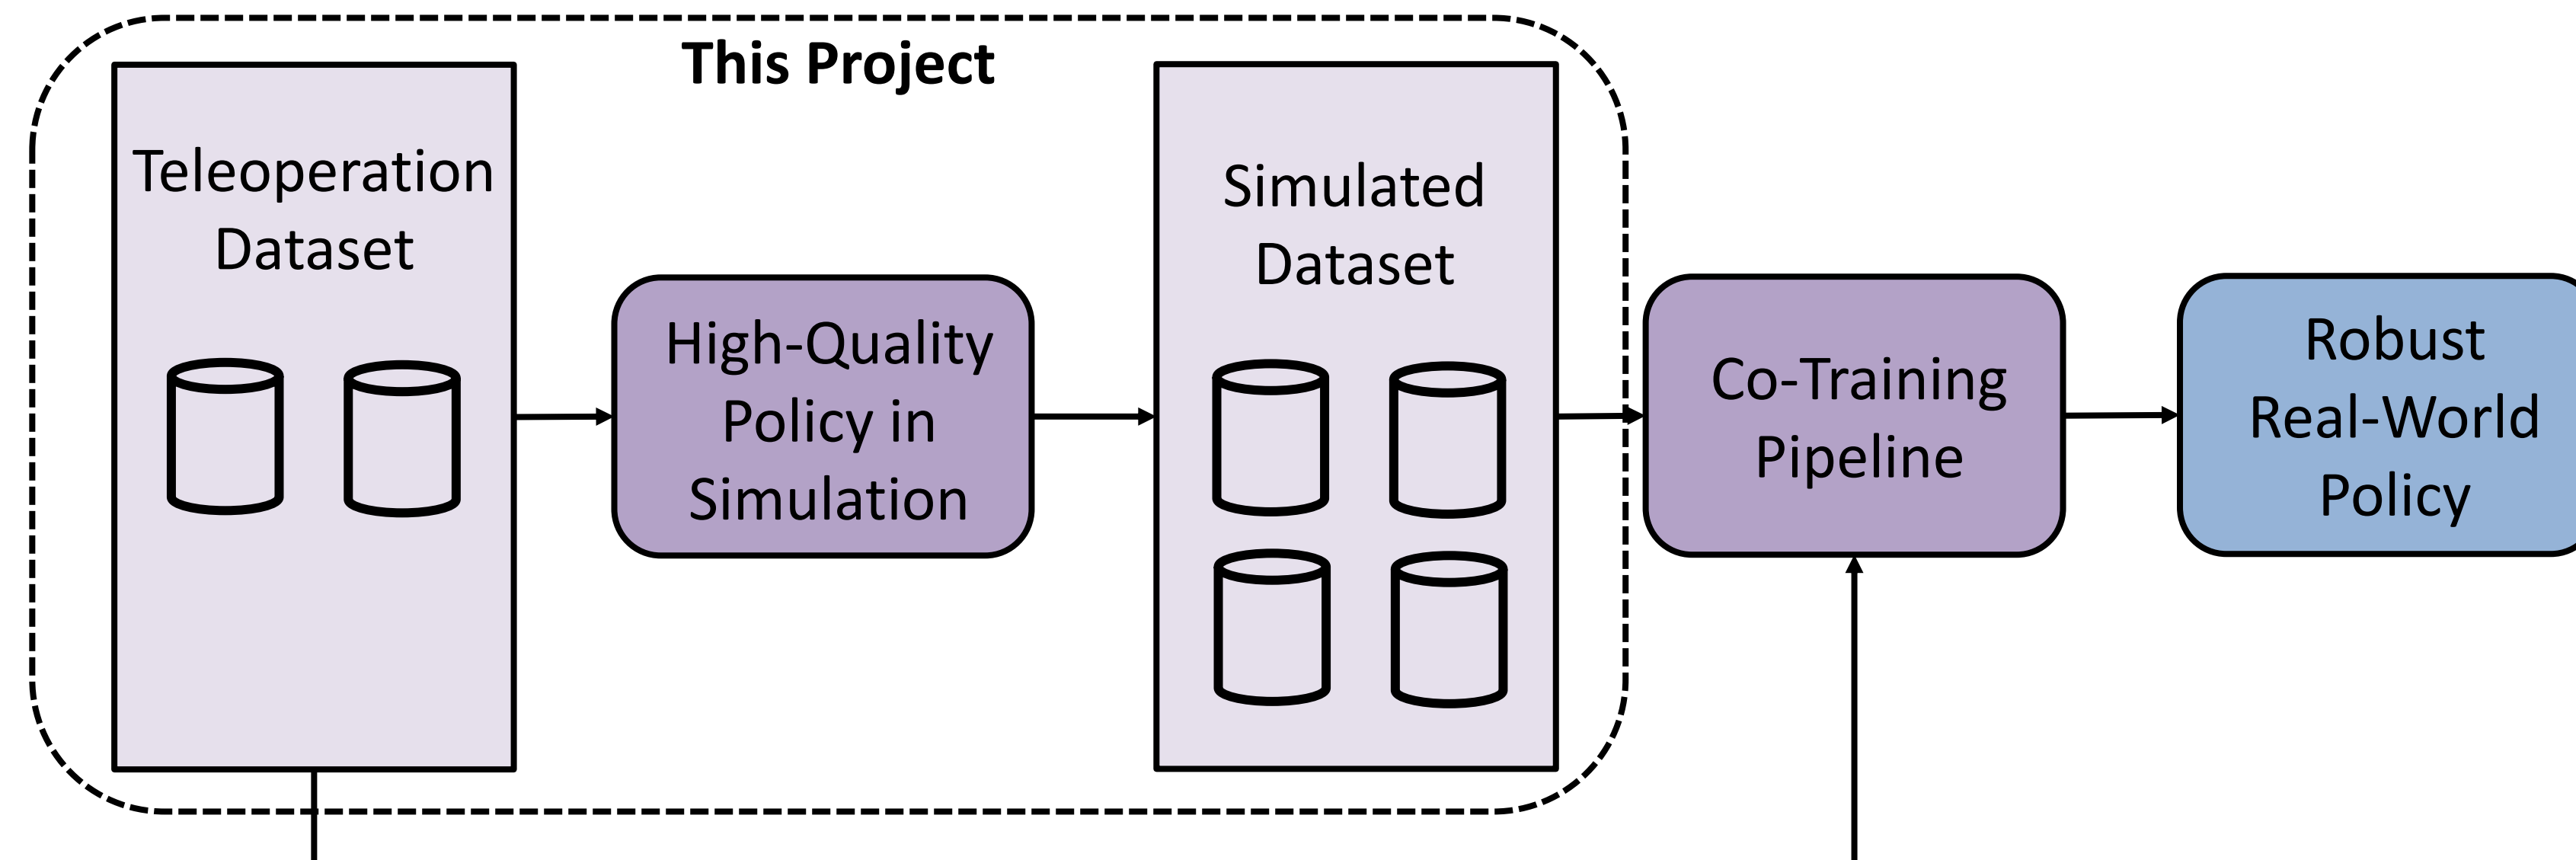 This Project
Teleoperation
Dataset
High-Quality
Policy in
Simulation
Simulated
Dataset
Co-Training
Pipeline
Robust
Real-World
Policy